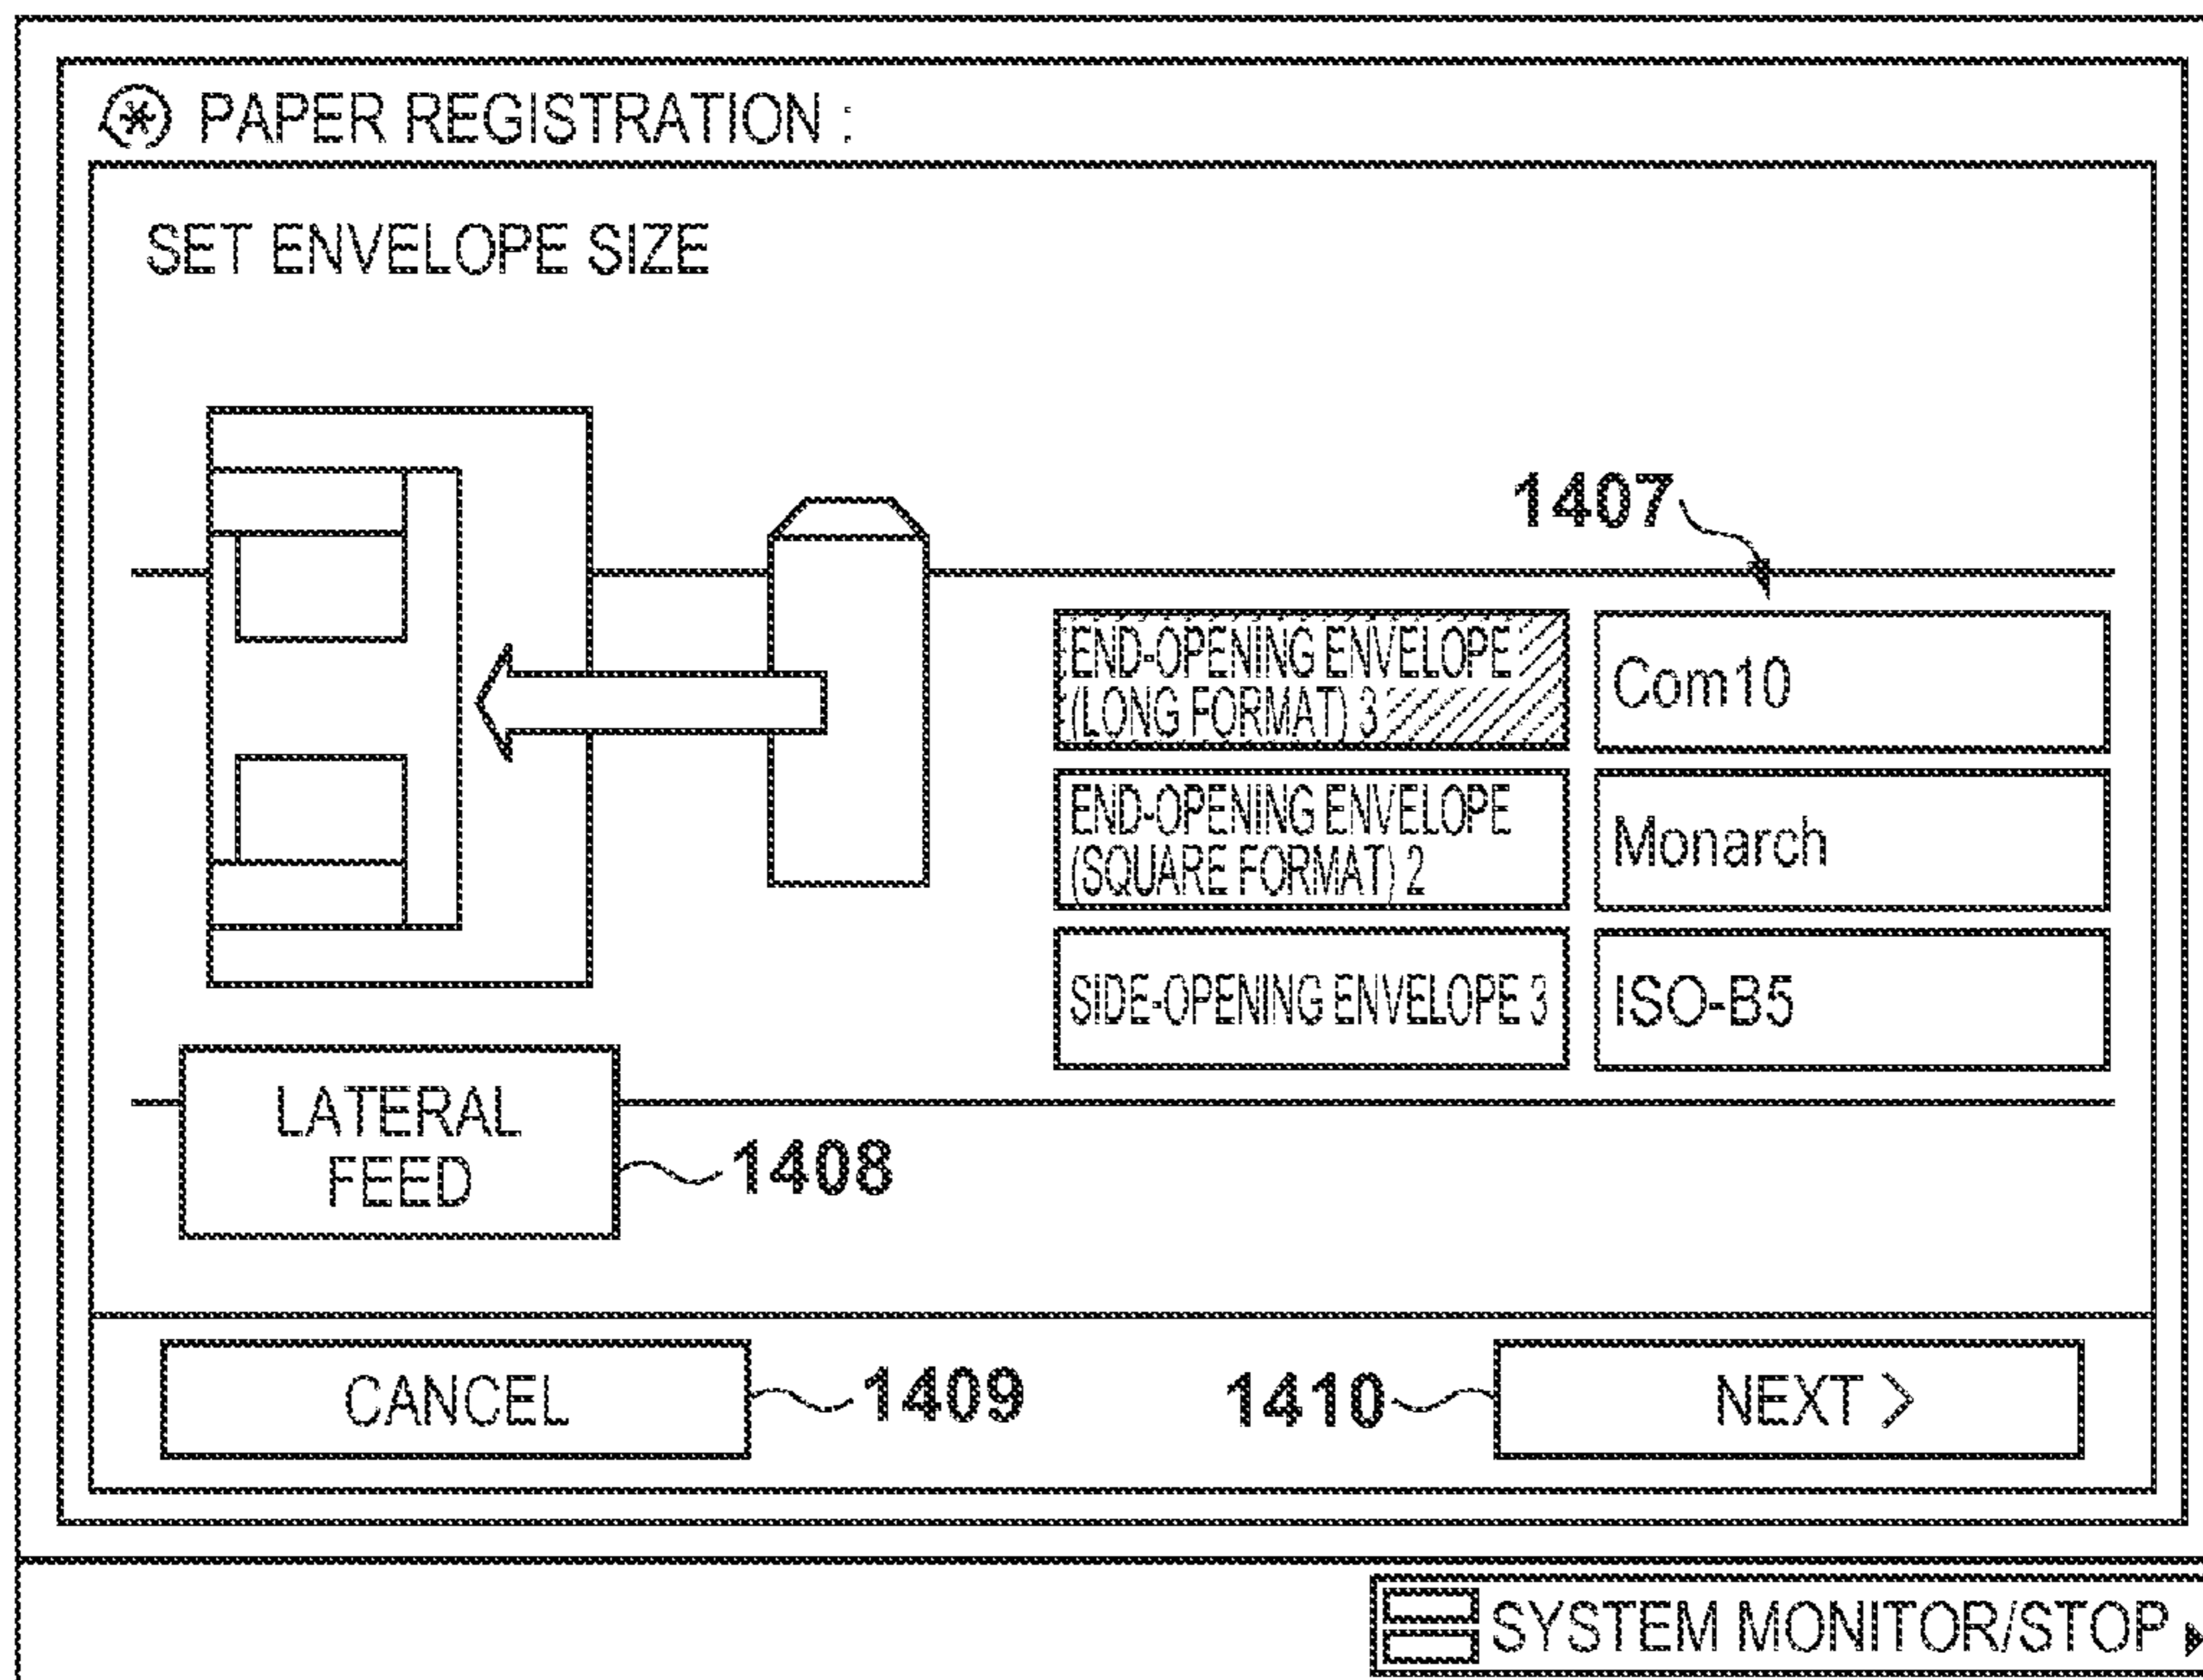 PAPER REGISTRATION :
SET ENVELOPE SIZE
1407
END-OPENING ENVELOPE
(LONG FORMAT) 3
Com10
END-OPENING ENVELOPE
(SQUARE FORMAT) 2
Monarch
SIDE-OPENING ENVELOPE 3
ISO-B5
LATERAL
FEED
1408
CANCEL
1409
1410
NEXT >
SYSTEM MONITOR/STOP